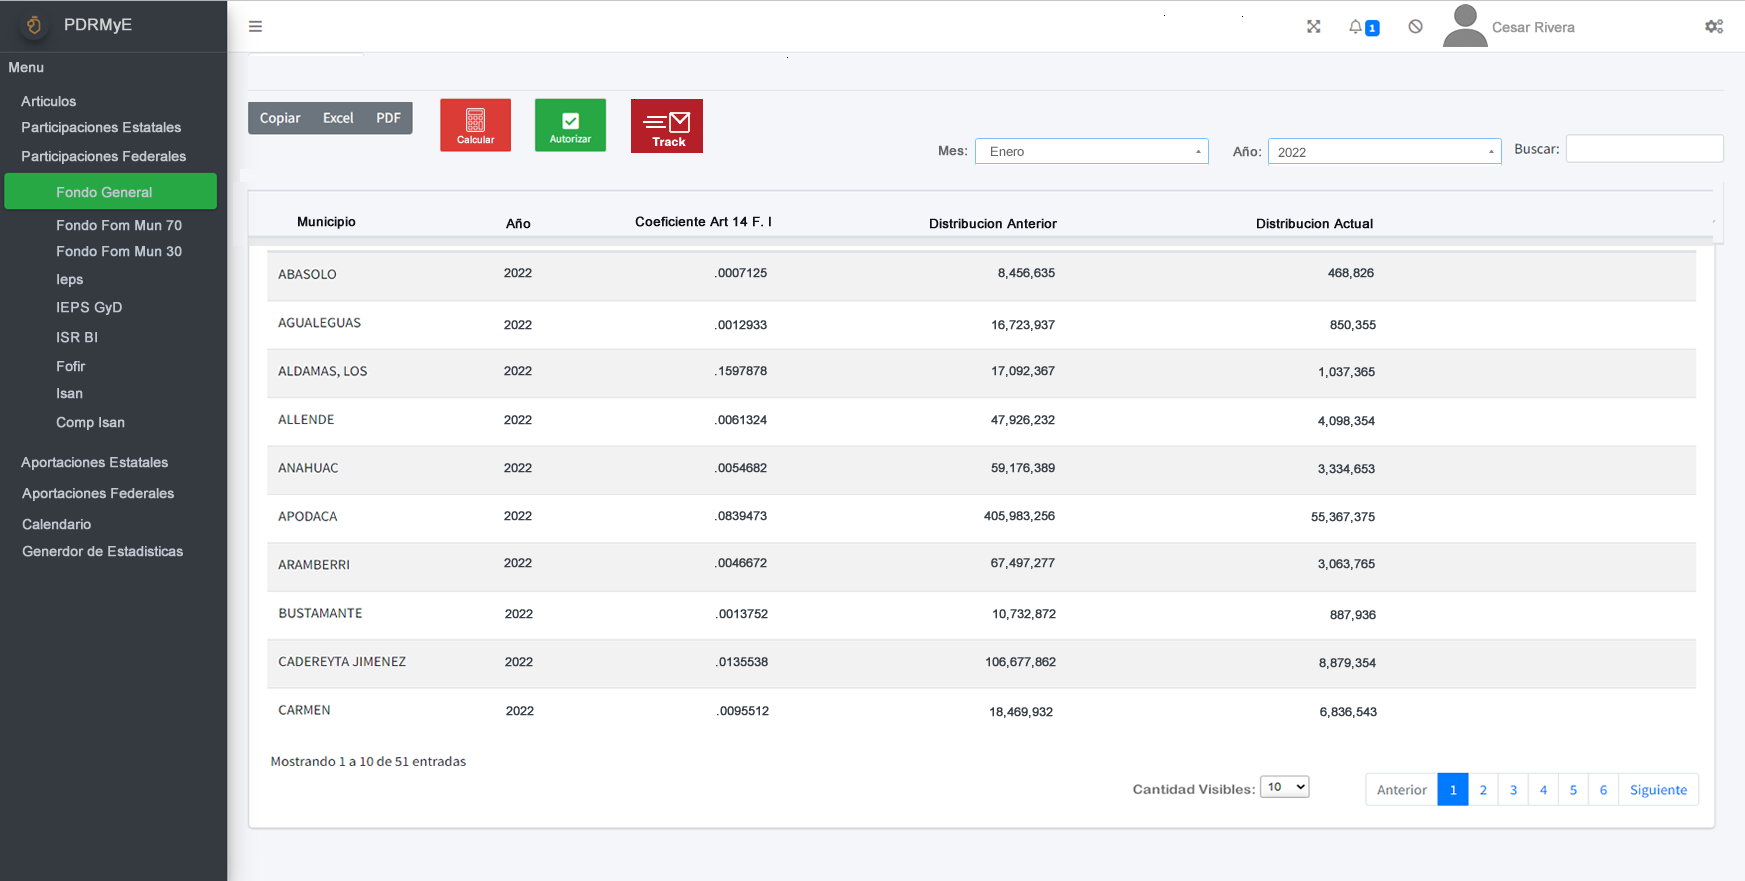 PDRMyE
1
Cesar Rivera
Menu
Articulos
Participaciones Estatales
Participaciones Federales
Fondo General
Fondo Fom Mun 70
Fondo Fom Mun 30
Ieps
IEPS GyD
ISR BI
Fofir
Isan
Comp Isan
Aportaciones Estatales
Aportaciones Federales
Calendario
Generdor de Estadisticas
Copiar Excel PDF
Calcular
Autorizar
Track
Mes: Enero Año: 2022 Buscar:
Municipio Año Coeficiente Art 14 F. I Distribucion Anterior Distribucion Actual
ABASOLO 2022 .0007125 8,456,635 468,826
AGUALEGUAS 2022 .0012933 16,723,937 850,355
ALDAMAS, LOS 2022 .1597878 17,092,367 1,037,365
ALLENDE 2022 .0061324 47,926,232 4,098,354
ANAHUAC 2022 .0054682 59,176,389 3,334,653
APODACA 2022 .0839473 405,983,256 55,367,375
ARAMBERRI 2022 .0046672 67,497,277 3,063,765
BUSTAMANTE 2022 .0013752 10,732,872 887,936
CADEREYTA JIMENEZ 2022 .0135538 106,677,862 8,879,354
CARMEN 2022 .0095512 18,469,932 6,836,543
Mostrando 1 a 10 de 51 entradas
Cantidad Visibles: 10 Anterior 1 2 3 4 5 6 Siguiente